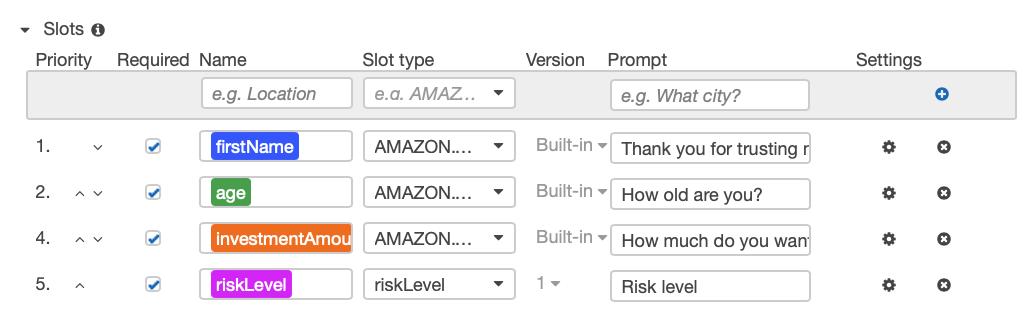 Slots
Priority Required Name Slot type Version Prompt Settings
e.g. Location e.g. AMAZ... e.g. What city?
1. firstName AMAZON.... Built-in Thank you for trusting
2. age AMAZON.... Built-in How old are you?
4. investmentAmou AMAZON.... Built-in How much do you wan
5. riskLevel riskLevel 1 Risk level